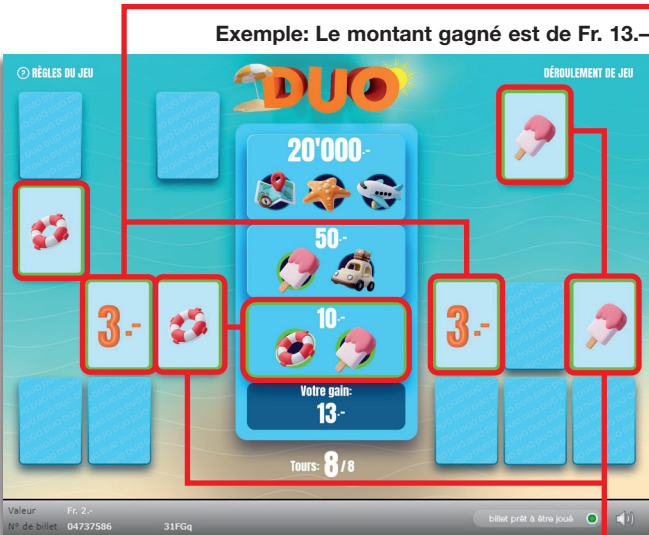 Exemple: Le montant gagné est de Fr. 13.–
? RÈGLES DU JEU
DUO
DÉROULEMENT DE JEU
20'000.-
50.-
3.-
10.-
3.-
Votre gain:
13.-
Tours: 8/8
Valeur Fr. 2.-
N° de billet 04737586 31FGq
billet prêt à être joué